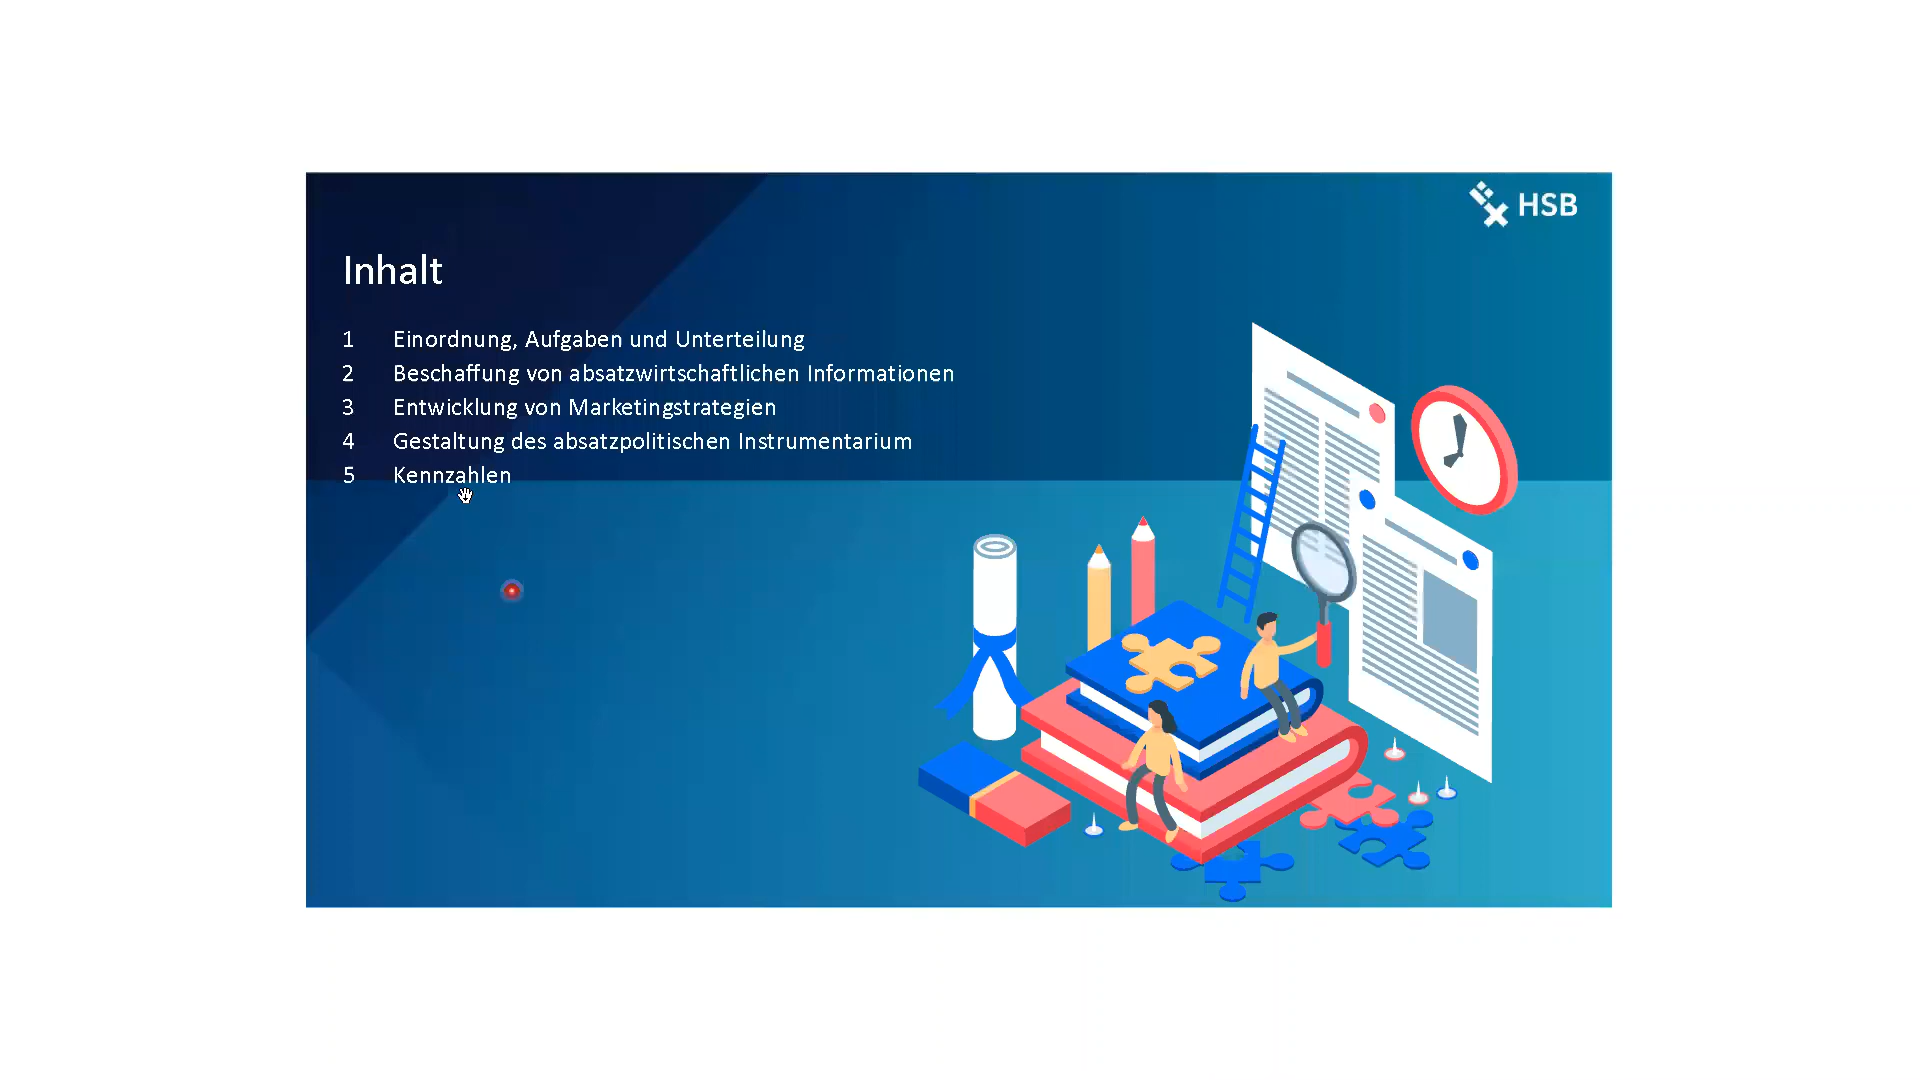 HSB
Inhalt
1 Einordnung, Aufgaben und Unterteilung
2 Beschaffung von absatzwirtschaftlichen Informationen
3 Entwicklung von Marketingstrategien
4 Gestaltung des absatzpolitischen Instrumentarium
5 Kennzahlen